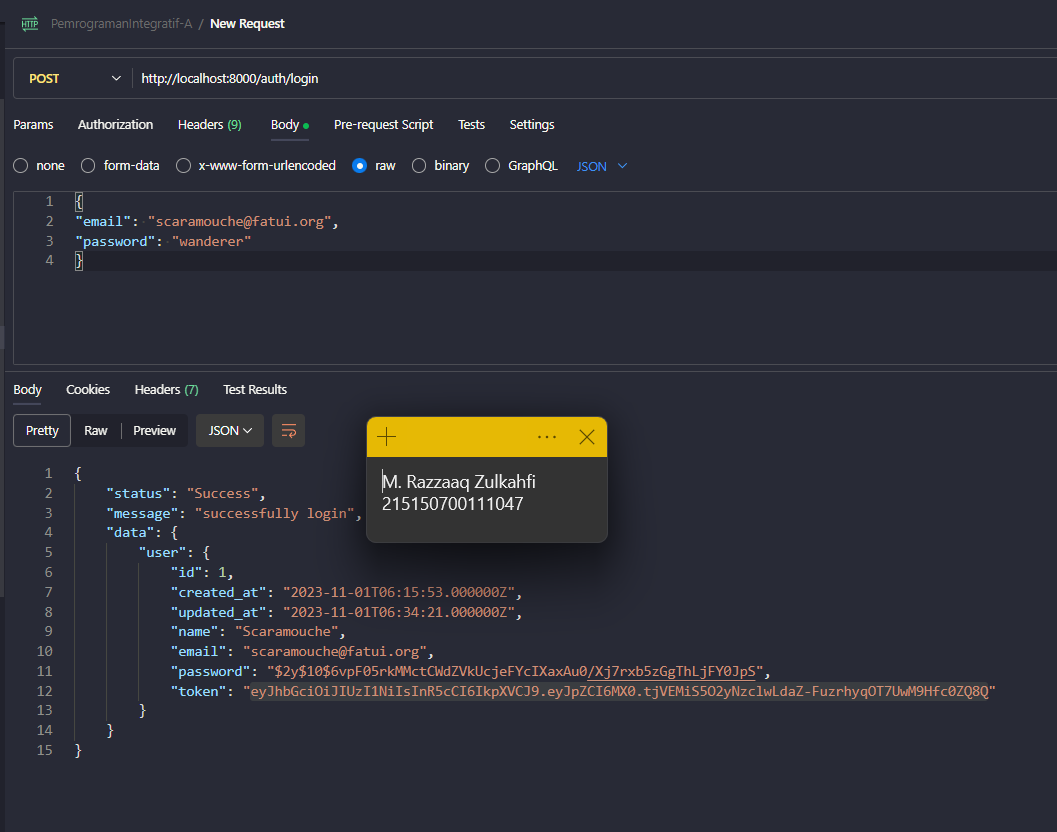 HTTP PemrogramanIntegratif-A / New Request
POST http://localhost:8000/auth/login
Params Authorization Headers (9) Body Pre-request Script Tests Settings
none form-data x-www-form-urlencoded raw binary GraphQL JSON
1 {
2 "email": "scaramouche@fatui.org",
3 "password": "wanderer"
4 }
Body Cookies Headers (7) Test Results
Pretty Raw Preview JSON
M. Razzaaq Zulkahfi
215150700111047
1 {
2 "status": "Success",
3 "message": "successfully login",
4 "data": {
5 "user": {
6 "id": 1,
7 "created_at": "2023-11-01T06:15:53.000000Z",
8 "updated_at": "2023-11-01T06:34:21.000000Z",
9 "name": "Scaramouche",
10 "email": "scaramouche@fatui.org",
11 "password": "$2y$10$6vpF05rkMMctCWdZVkUcjeFYcIXaxAu0/Xj7rxb5zGgThLjFY0JpS",
12 "token": "eyJhbGciOiJIUzI1NiIsInR5cCI6IkpXVCJ9.eyJpZCI6MX0.tjVEMiS5O2yNzclwLdaZ-FuzrhyqOT7UwM9Hfc0ZQ8Q"
13 }
14 }
15 }